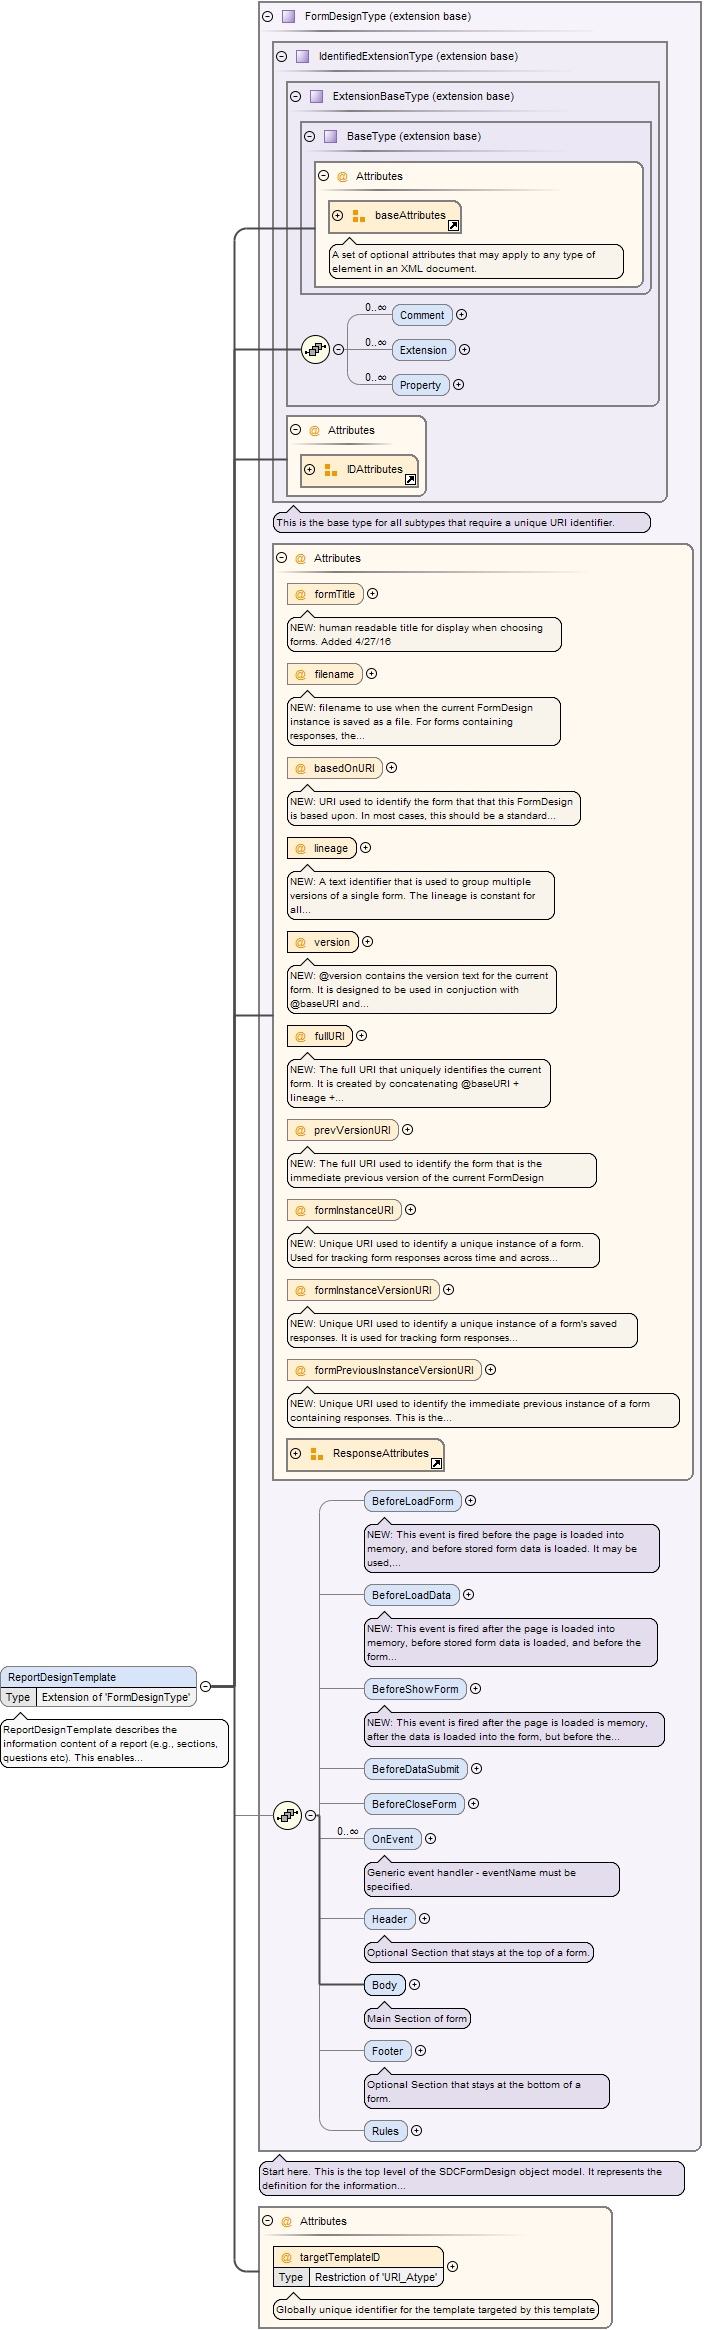 FormDesignType (extension base)
IdentifiedExtensionType (extension base)
ExtensionBaseType (extension base)
BaseType (extension base)
@ Attributes
baseAttributes
A set of optional attributes that may apply to any type of
element in an XML document.
0..∞
Comment
0..∞
Extension
0..∞
Property
@ Attributes
IDAttributes
This is the base type for all subtypes that require a unique URI identifier.
@ Attributes
@ formTitle
NEW: human readable title for display when choosing
forms. Added 4/27/16
@ filename
NEW: filename to use when the current FormDesign
instance is saved as a file. For forms containing
responses, the...
@ basedOnURI
NEW: URI used to identify the form that that this FormDesign
is based upon. In most cases, this should be a standard...
@ lineage
NEW: A text identifier that is used to group multiple
versions of a single form. The lineage is constant for
all...
@ version
NEW: @version contains the version text for the current
form. It is designed to be used in conjuction with
@baseURI and...
@ fullURI
NEW: The full URI that uniquely identifies the current
form. It is created by concatenating @baseURI +
lineage +...
@ prevVersionURI
NEW: The full URI used to identify the form that is the
immediate previous version of the current FormDesign
@ formInstanceURI
NEW: Unique URI used to identify a unique instance of a form.
Used for tracking form responses across time and across...
@ formInstanceVersionURI
NEW: Unique URI used to identify a unique instance of a form's saved
responses. It is used for tracking form responses...
@ formPreviousInstanceVersionURI
NEW: Unique URI used to identify the immediate previous instance of a form
containing responses. This is the...
ResponseAttributes
BeforeLoadForm
NEW: This event is fired before the page is loaded into
memory, and before stored form data is loaded. It may be
used,...
BeforeLoadData
NEW: This event is fired after the page is loaded into
memory, before stored form data is loaded, and before the
form...
ReportDesignTemplate
Type Extension of 'FormDesignType'
ReportDesignTemplate describes the
information content of a report (e.g., sections,
questions etc). This enables...
BeforeShowForm
NEW: This event is fired after the page is loaded is memory,
after the data is loaded into the form, but before the...
BeforeDataSubmit
BeforeCloseForm
0..∞
OnEvent
Generic event handler - eventName must be
specified.
Header
Optional Section that stays at the top of a form.
Body
Main Section of form
Footer
Optional Section that stays at the bottom of a
form.
Rules
Start here. This is the top level of the SDCFormDesign object model. It represents the
definition for the information...
@ Attributes
@ targetTemplateID
Type Restriction of 'URI_Atype'
Globally unique identifier for the template targeted by this template